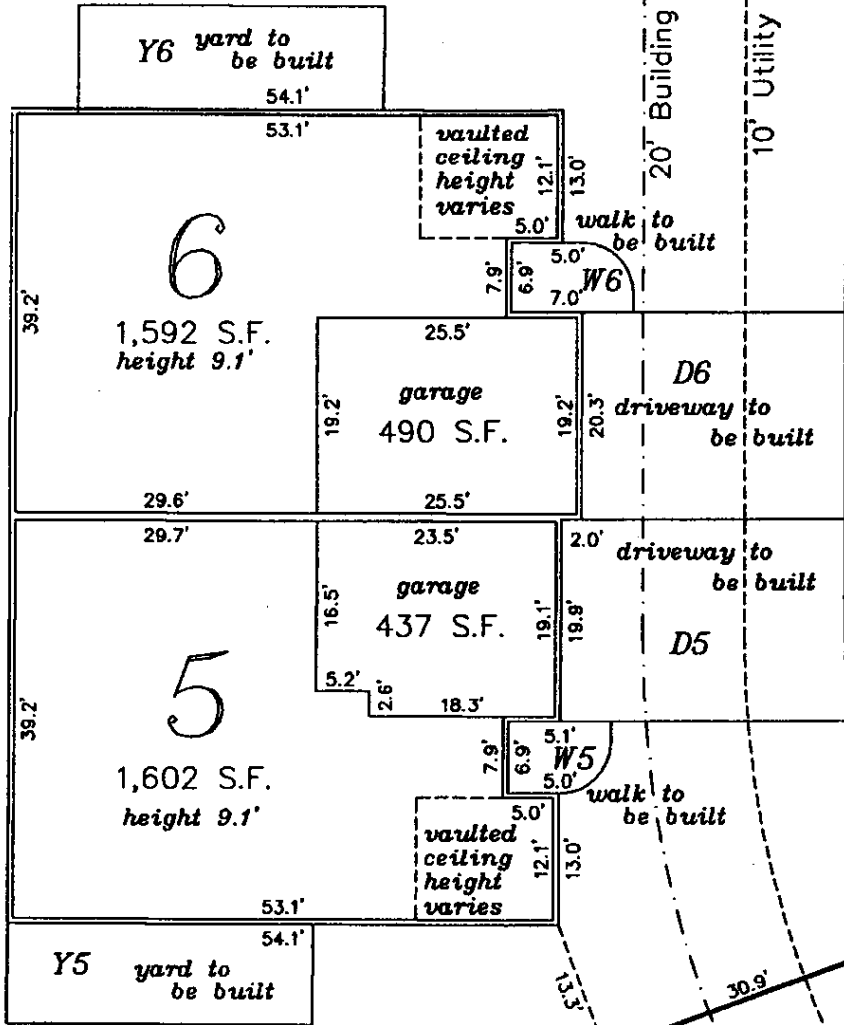 Y6 yard to
be built
54.1'
53.1'
20' Building
10' Utility
vaulted
ceiling
height
varies
12.1'
13.0'
5.0'
walk to
be built
5.0'
W6
7.0'
7.9'
6.9'
6
1,592 S.F.
height 9.1'
39.2'
25.5'
garage
490 S.F.
19.2'
19.2'
20.3'
25.5'
29.6'
D6
driveway to
be built
29.7'
23.5'
2.0'
driveway to
be built
garage
437 S.F.
16.5'
19.1'
19.9'
D5
5.2'
2.6'
18.3'
5
1,602 S.F.
height 9.1'
39.2'
7.9'
6.9'
5.1'
W5
5.0'
walk to
be built
5.0'
vaulted
ceiling
height
varies
12.1'
13.0'
53.1'
54.1'
Y5 yard to
be built
13.3'
30.9'